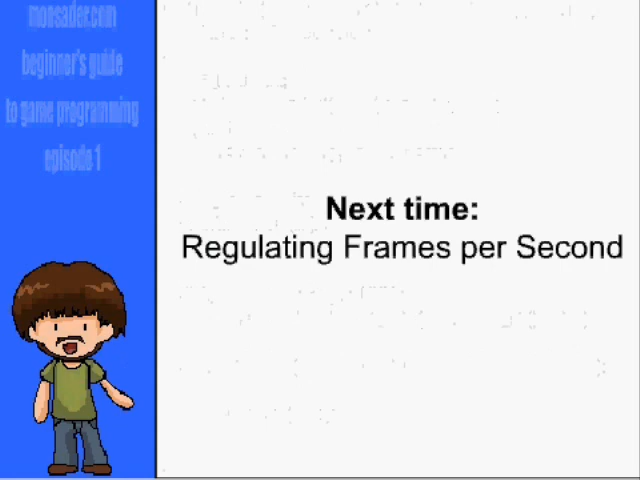 moosader.com
beginner's guide
to game programming
episode 1
Next time:
Regulating Frames per Second